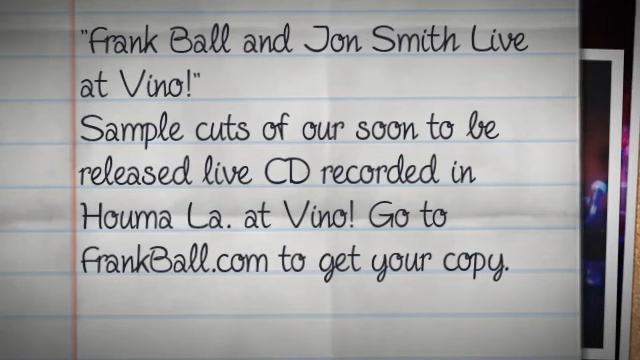 "Frank Ball and Jon Smith Live
at Vino!"
Sample cuts of our soon to be
released live CD recorded in
Houma La. at Vino! Go to
FrankBall.com to get your copy.